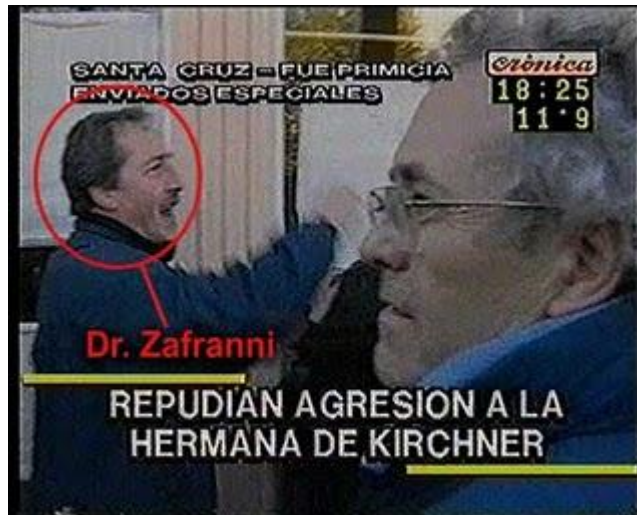 SANTA CRUZ - FUE PRIMICIA
ENVIADOS ESPECIALES
crónica
18:25
11°9
Dr. Zafranni
REPUDIAN AGRESION A LA
HERMANA DE KIRCHNER